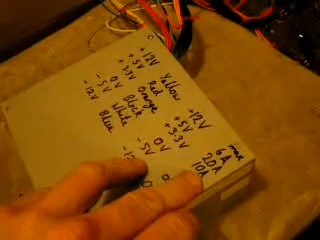 +12V Yellow
+5V Red
+3.3V Orange
0V Black
-5V White
-12V Blue
max
+12V 6A
+5V 20A
+3.3V 10A
0V
-5V